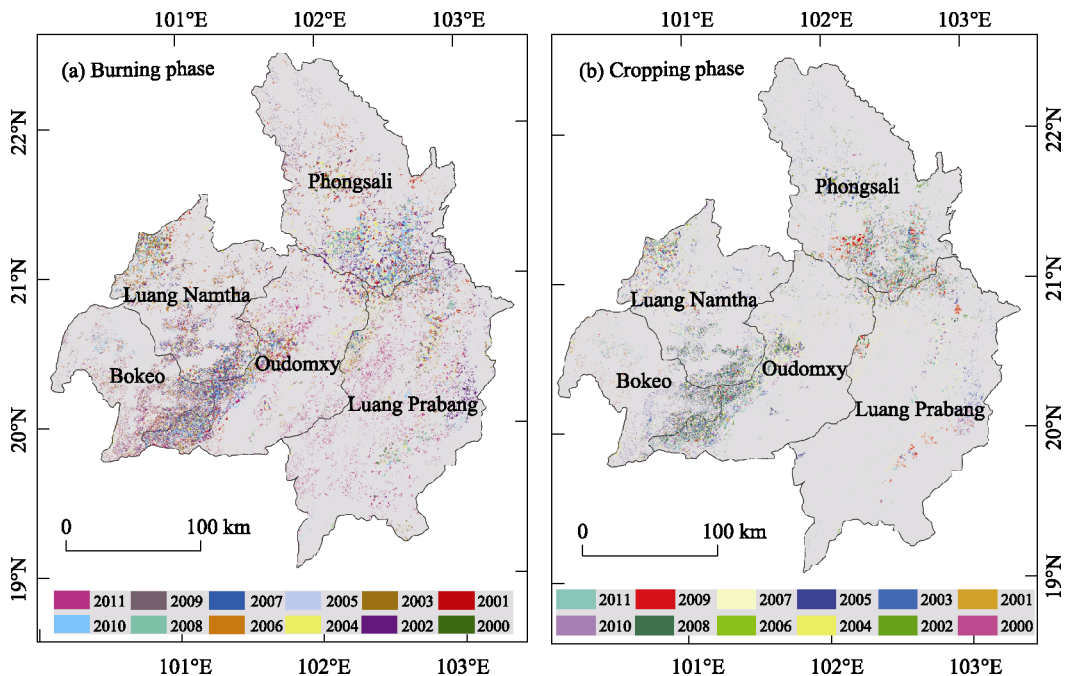 101°E 102°E 103°E
101°E 102°E 103°E
(a) Burning phase
(b) Cropping phase
22°N
21°N
20°N
19°N
Phongsali
Luang Namtha
Oudomxy
Bokeo
Luang Prabang
0 100 km
2011 2009 2007 2005 2003 2001
2010 2008 2006 2004 2002 2000
101°E 102°E 103°E
Phongsali
Luang Namtha
Oudomxy
Bokeo
Luang Prabang
0 100 km
22°N
21°N
20°N
19°N
2011 2009 2007 2005 2003 2001
2010 2008 2006 2004 2002 2000
101°E 102°E 103°E